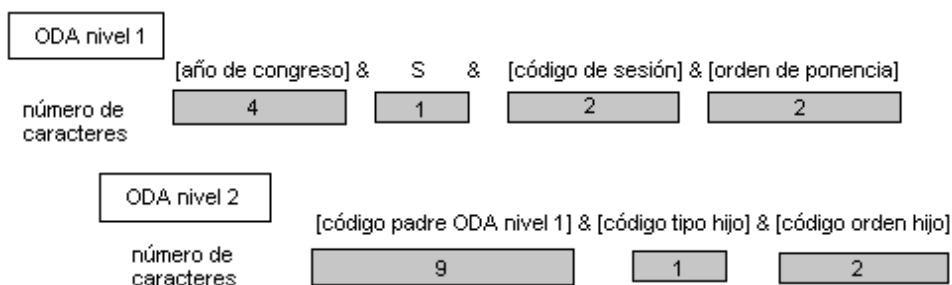 ODA nivel 1
[año de congreso] & S & [código de sesión] & [orden de ponencia]
número de caracteres 4 1 2 2
ODA nivel 2
[código padre ODA nivel 1] & [código tipo hijo] & [código orden hijo]
número de caracteres 9 1 2